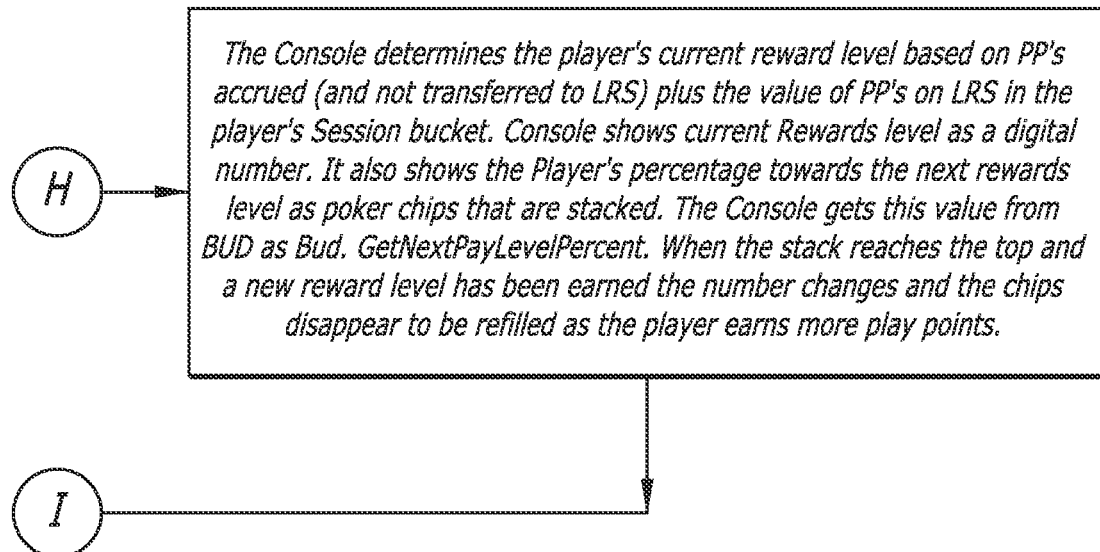 The Console determines the player's current reward level based on PP's
accrued (and not transferred to LRS) plus the value of PP's on LRS in the
player's Session bucket. Console shows current Rewards level as a digital
number. It also shows the Player's percentage towards the next rewards
level as poker chips that are stacked. The Console gets this value from
BUD as Bud. GetNextPayLevelPercent. When the stack reaches the top and
a new reward level has been earned the number changes and the chips
disappear to be refilled as the player earns more play points.
H
I